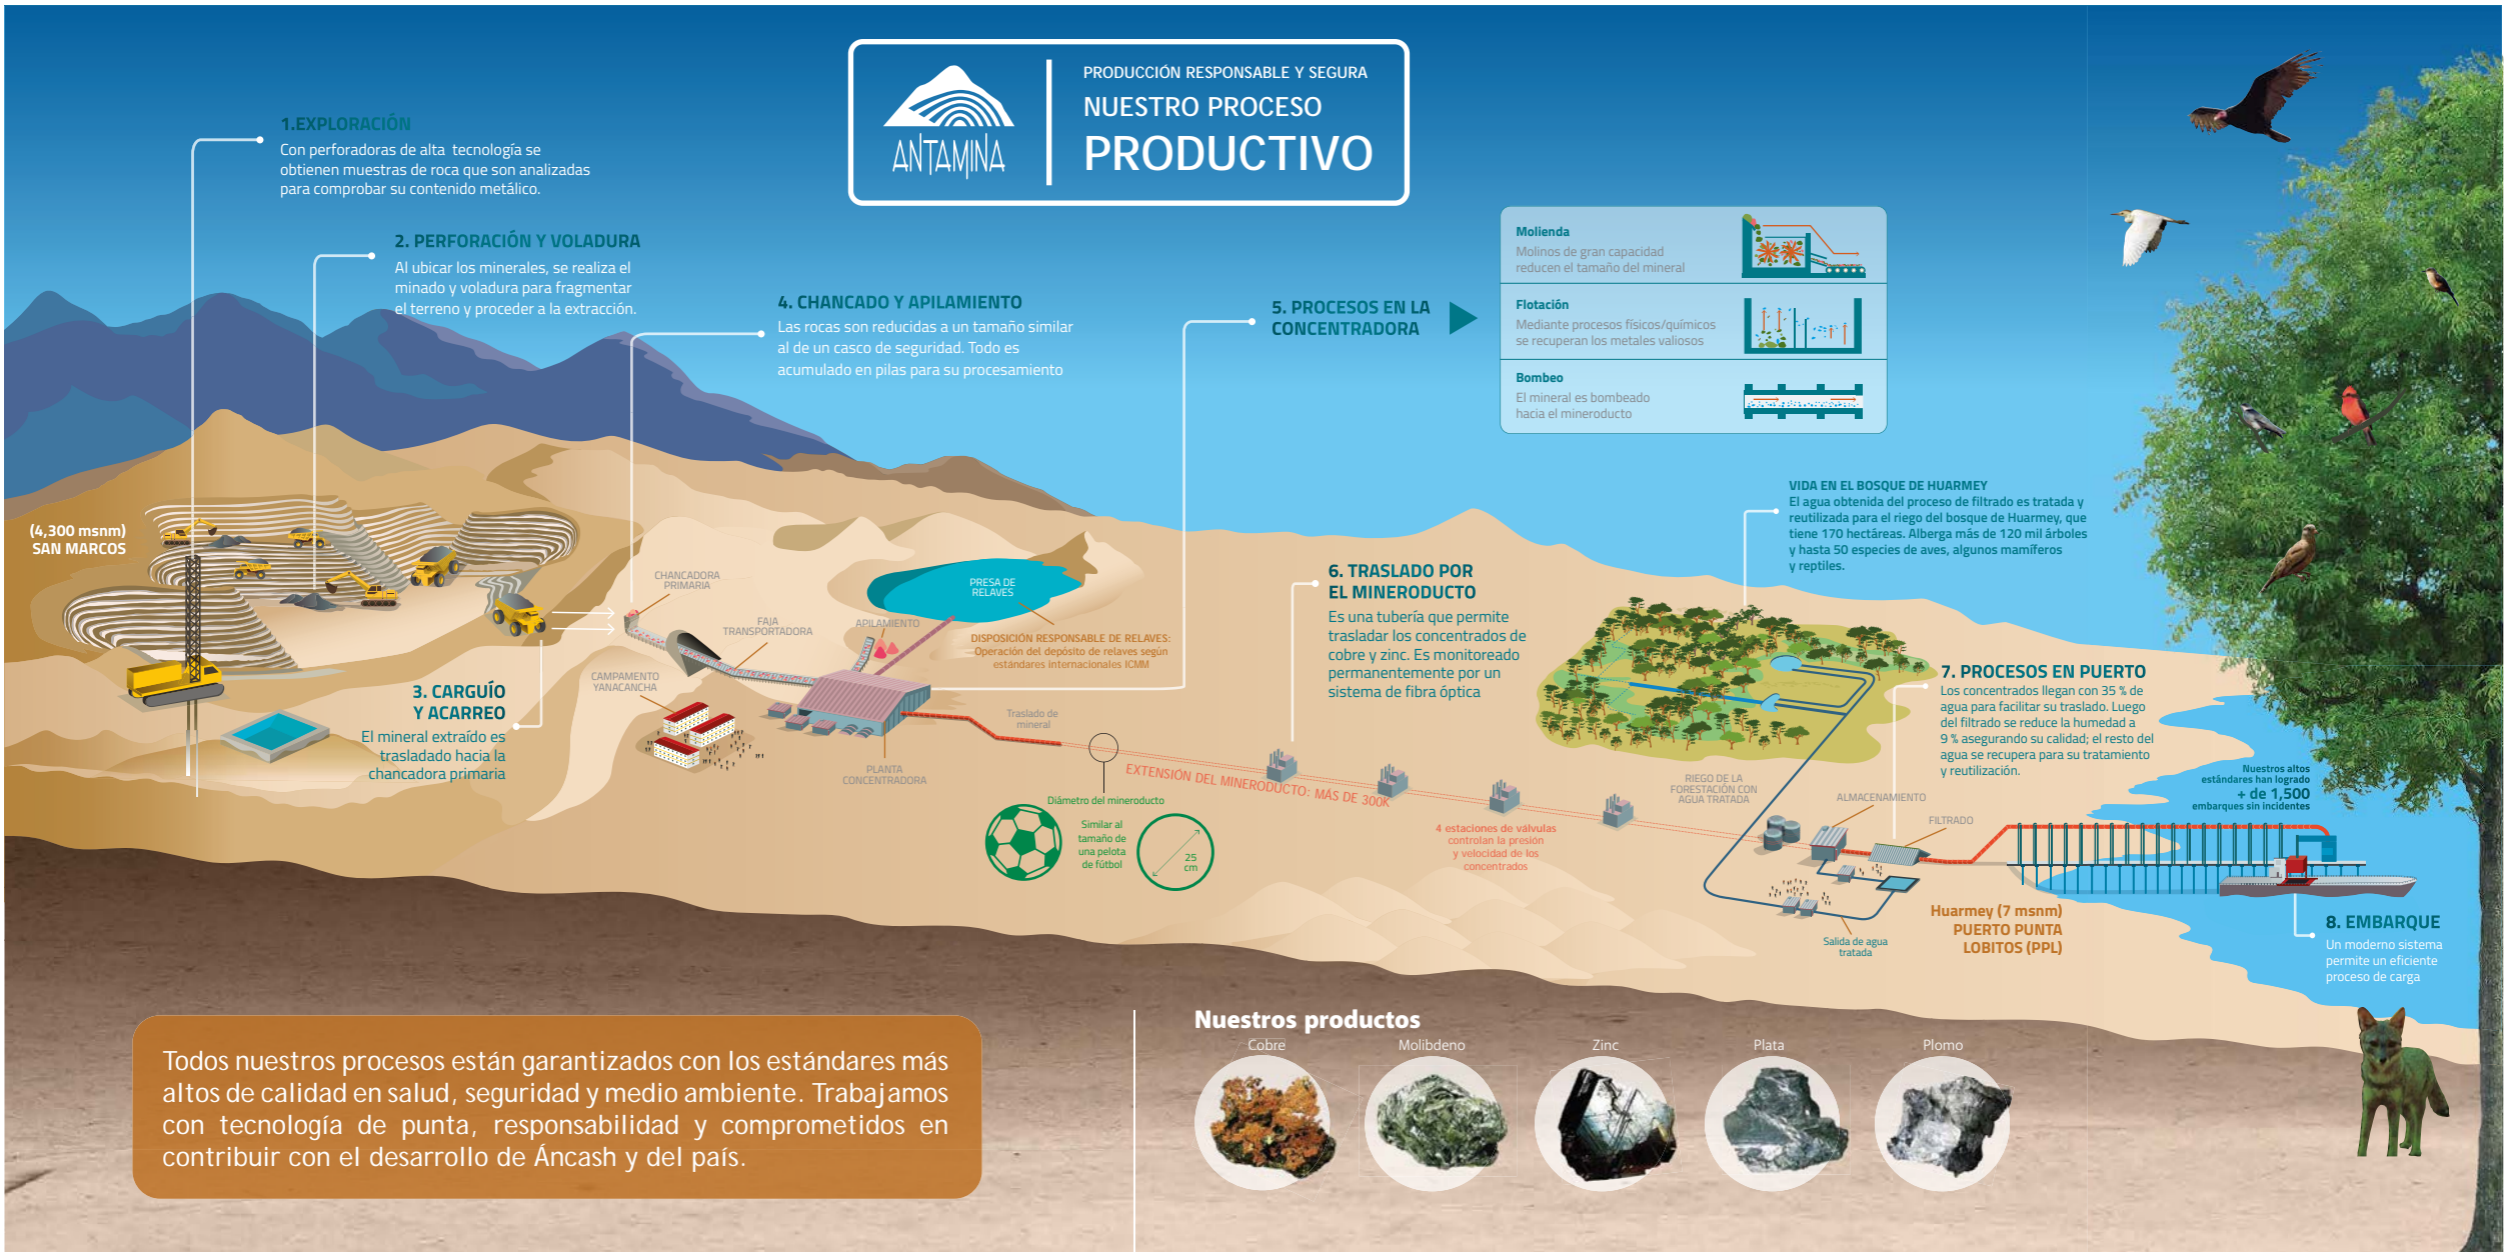 ANTAMINA
PRODUCCIÓN RESPONSABLE Y SEGURA
NUESTRO PROCESO
PRODUCTIVO
1.EXPLORACIÓN
Con perforadoras de alta tecnología se
obtienen muestras de roca que son analizadas
para comprobar su contenido metálico.
2. PERFORACIÓN Y VOLADURA
Al ubicar los minerales, se realiza el
minado y voladura para fragmentar
el terreno y proceder a la extracción.
4. CHANCADO Y APILAMIENTO
Las rocas son reducidas a un tamaño similar
al de un casco de seguridad. Todo es
acumulado en pilas para su procesamiento
5. PROCESOS EN LA
CONCENTRADORA
Molienda
Molinos de gran capacidad
reducen el tamaño del mineral
Flotación
Mediante procesos físicos/químicos
se recuperan los metales valiosos
Bombeo
El mineral es bombeado
hacia el mineroducto
VIDA EN EL BOSQUE DE HUARMEY
El agua obtenida del proceso de filtrado es tratada y
reutilizada para el riego del bosque de Huarmey, que
tiene 170 hectáreas. Alberga más de 120 mil árboles
y hasta 50 especies de aves, algunos mamíferos
y reptiles.
(4,300 msnm)
SAN MARCOS
CHANCADORA
PRIMARIA
FAJA
TRANSPORTADORA
APILAMIENTO
PRESA DE
RELAVES
DISPOSICIÓN RESPONSABLE DE RELAVES:
Operación del depósito de relaves según
estándares internacionales ICMM
CAMPAMENTO
YANACANCHA
3. CARGUÍO
Y ACARREO
El mineral extraído es
trasladado hacia la
chancadora primaria
PLANTA
CONCENTRADORA
Traslado de
mineral
6. TRASLADO POR
EL MINERODUCTO
Es una tubería que permite
trasladar los concentrados de
cobre y zinc. Es monitoreado
permanentemente por un
sistema de fibra óptica
EXTENSIÓN DEL MINERODUCTO: MÁS DE 300K
Diámetro del mineroducto
Similar al
tamaño de
una pelota
de fútbol
25
cm
4 estaciones de válvulas
controlan la presión
y velocidad de los
concentrados
7. PROCESOS EN PUERTO
Los concentrados llegan con 35 % de
agua para facilitar su traslado. Luego
del filtrado se reduce la humedad a
9 % asegurando su calidad; el resto del
agua se recupera para su tratamiento
y reutilización.
RIEGO DE LA
FORESTACIÓN CON
AGUA TRATADA
ALMACENAMIENTO
FILTRADO
Nuestros altos
estándares han logrado
+ de 1,500
embarques sin incidentes
Salida de agua
tratada
Huarmey (7 msnm)
PUERTO PUNTA
LOBITOS (PPL)
8. EMBARQUE
Un moderno sistema
permite un eficiente
proceso de carga
Todos nuestros procesos están garantizados con los estándares más
altos de calidad en salud, seguridad y medio ambiente. Trabajamos
con tecnología de punta, responsabilidad y comprometidos en
contribuir con el desarrollo de Áncash y del país.
Nuestros productos
Cobre
Molibdeno
Zinc
Plata
Plomo